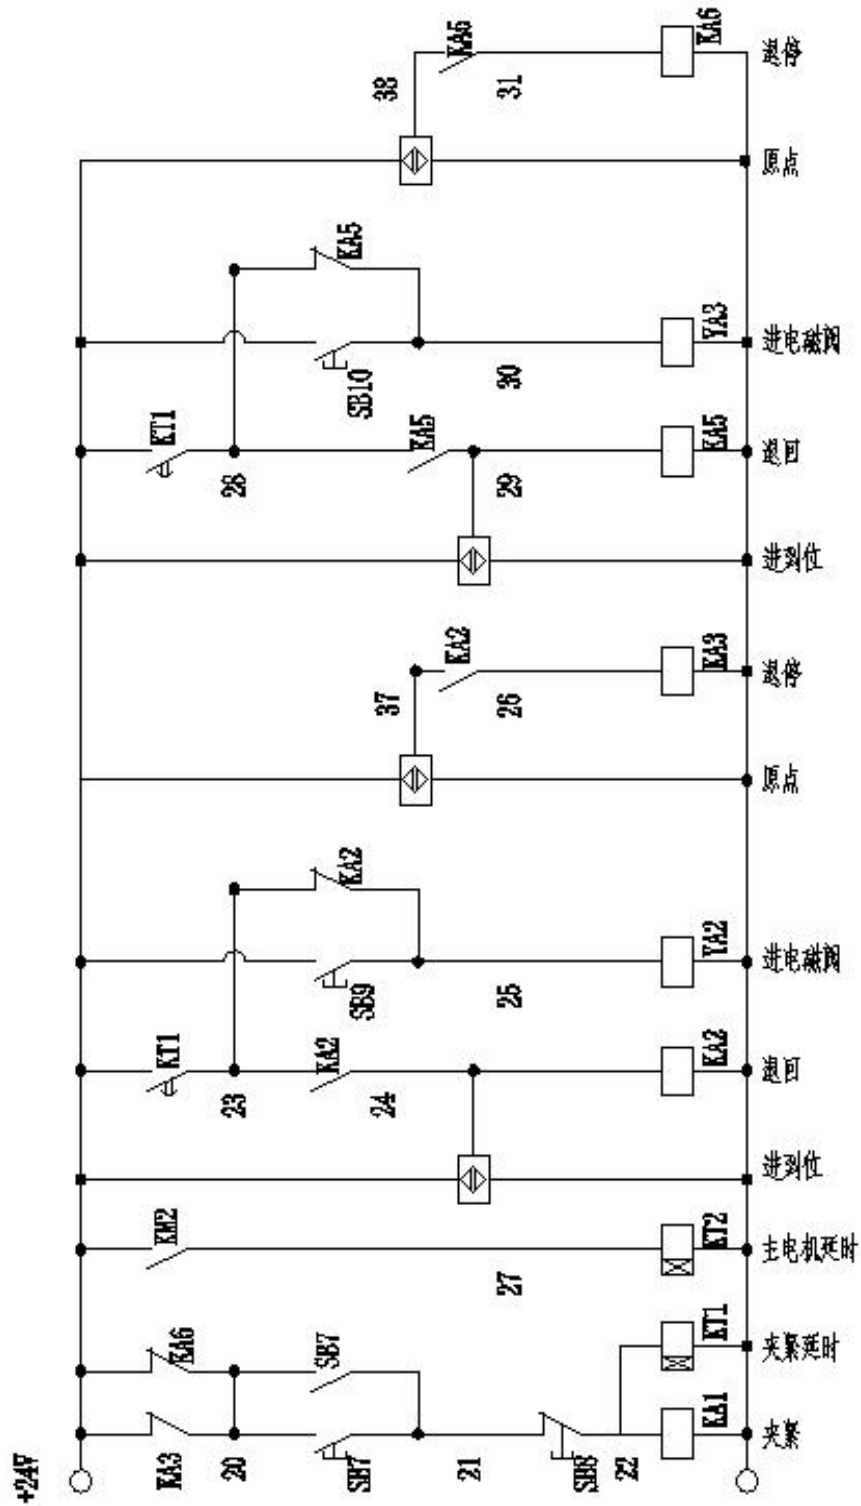 +24V
KA3
KA6
20
SB7
SB7
21
SB8
22
KA1
KT1
夹紧
夹紧延时
KM2
27
KT2
主电机延时
进到位
KT1
23
KA2
24
KA2
退回
SB9
KA2
25
YA2
进电磁阀
原点
37
KA2
26
KA3
退停
进到位
KT1
28
KA5
29
KA5
退回
SB10
KA5
30
YA3
进电磁阀
原点
38
KA5
31
KA6
退停